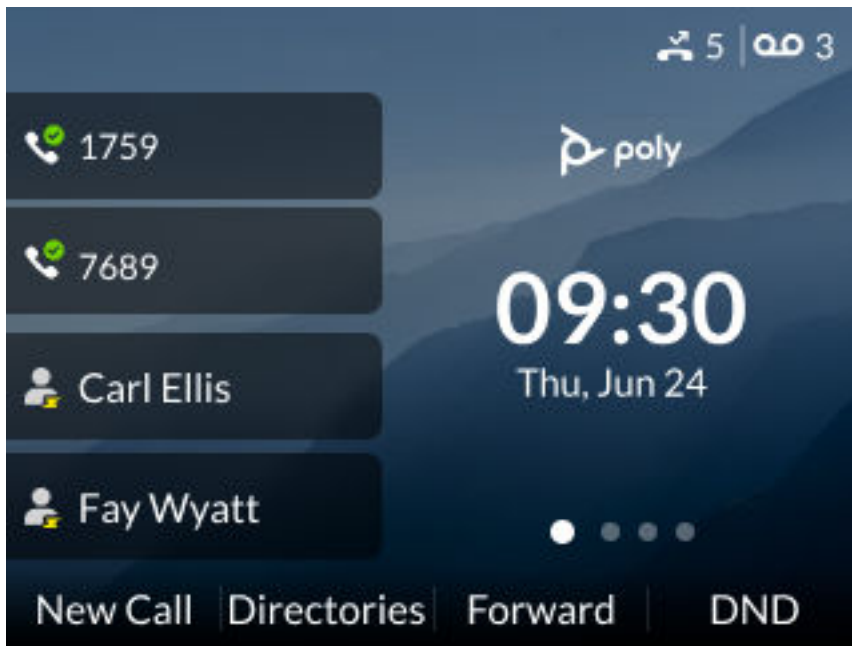 5 3
1759
poly
7689
09:30
Thu, Jun 24
Carl Ellis
Fay Wyatt
New Call Directories Forward DND